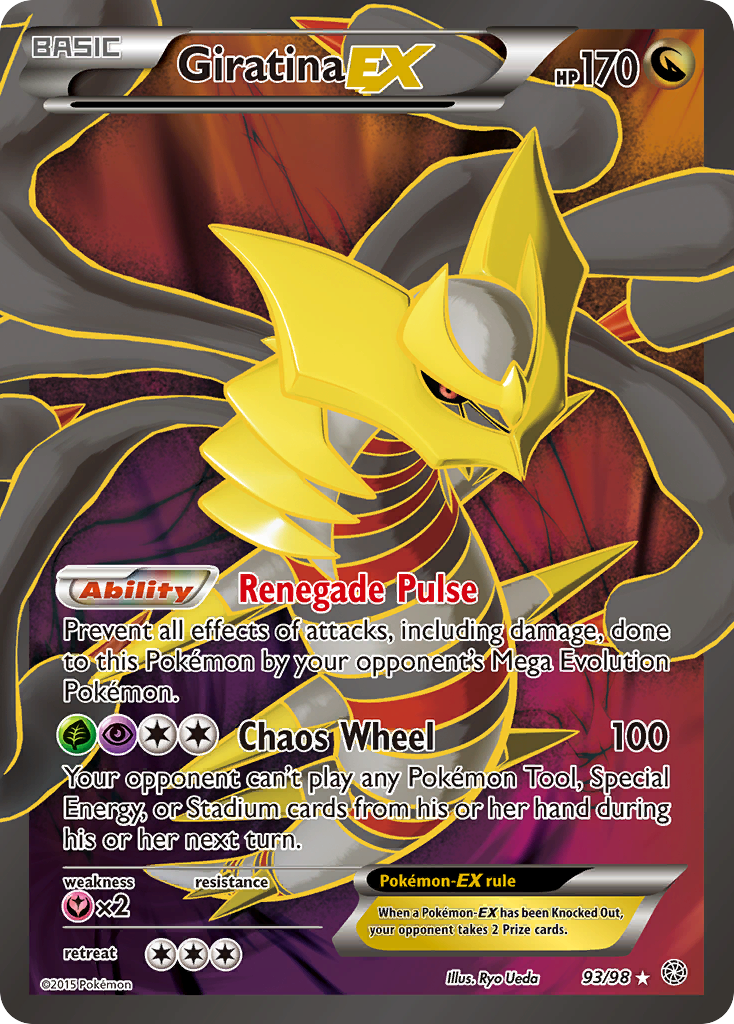 BASIC
Giratina EX
HP170
Ability Renegade Pulse
Prevent all effects of attacks, including damage, done
to this Pokémon by your opponent's Mega Evolution
Pokémon.
Chaos Wheel 100
Your opponent can't play any Pokémon Tool, Special
Energy, or Stadium cards from his or her hand during
his or her next turn.
weakness resistance
×2
retreat
Pokémon-EX rule
When a Pokémon-EX has been Knocked Out,
your opponent takes 2 Prize cards.
©2015 Pokémon
Illus. Ryo Ueda
93/98